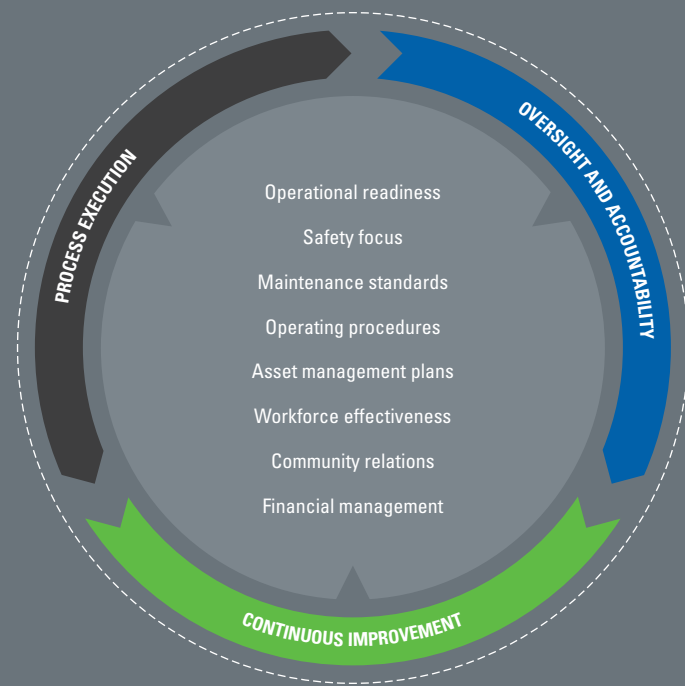 PROCESS EXECUTION
OVERSIGHT AND ACCOUNTABILITY
Operational readiness
Safety focus
Maintenance standards
Operating procedures
Asset management plans
Workforce effectiveness
Community relations
Financial management
CONTINUOUS IMPROVEMENT